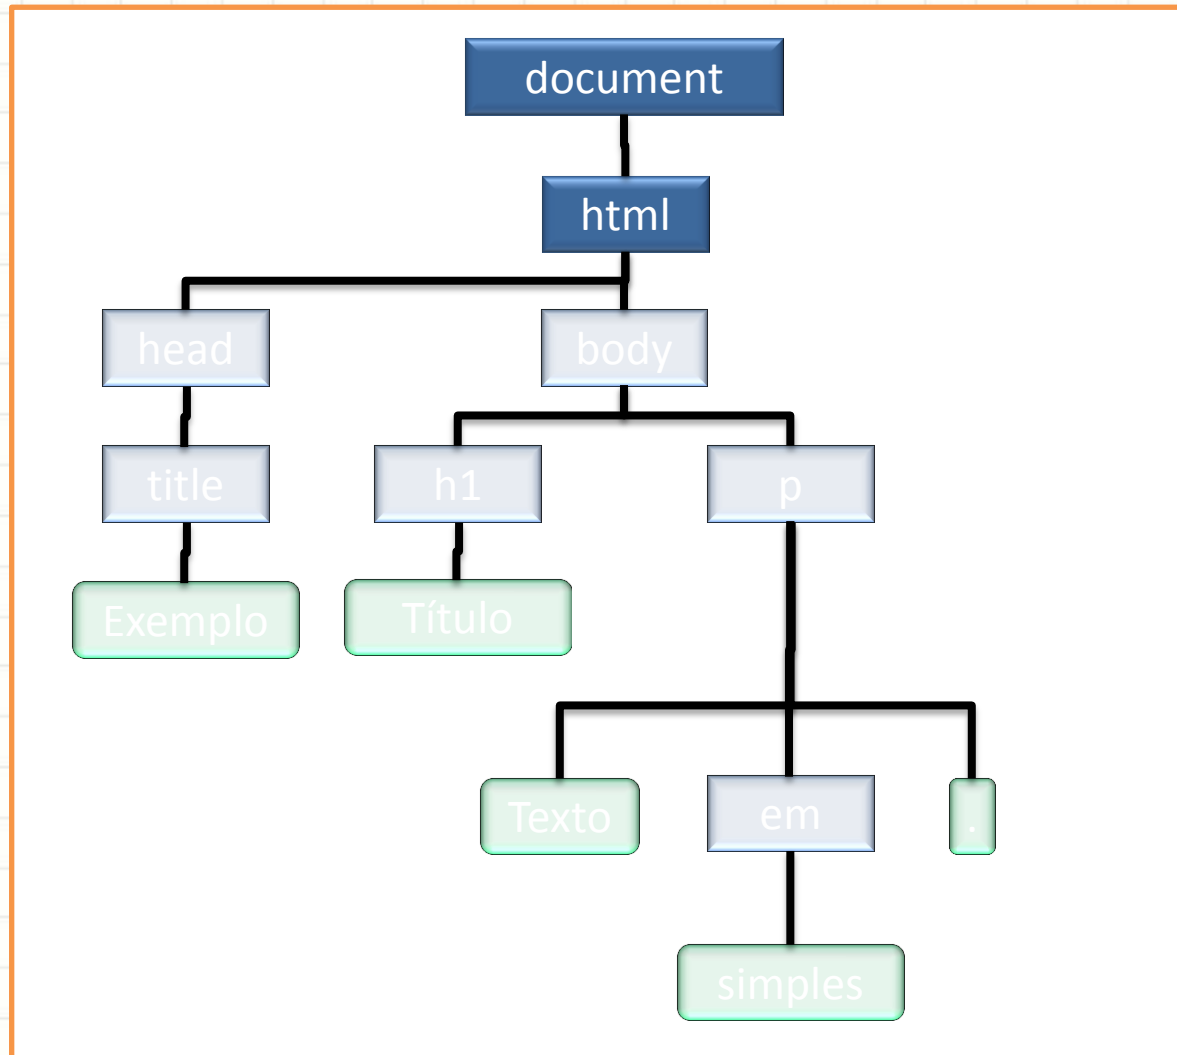 document
html
head
body
title
h1
p
Exemplo
Título
Texto
em
.
simples